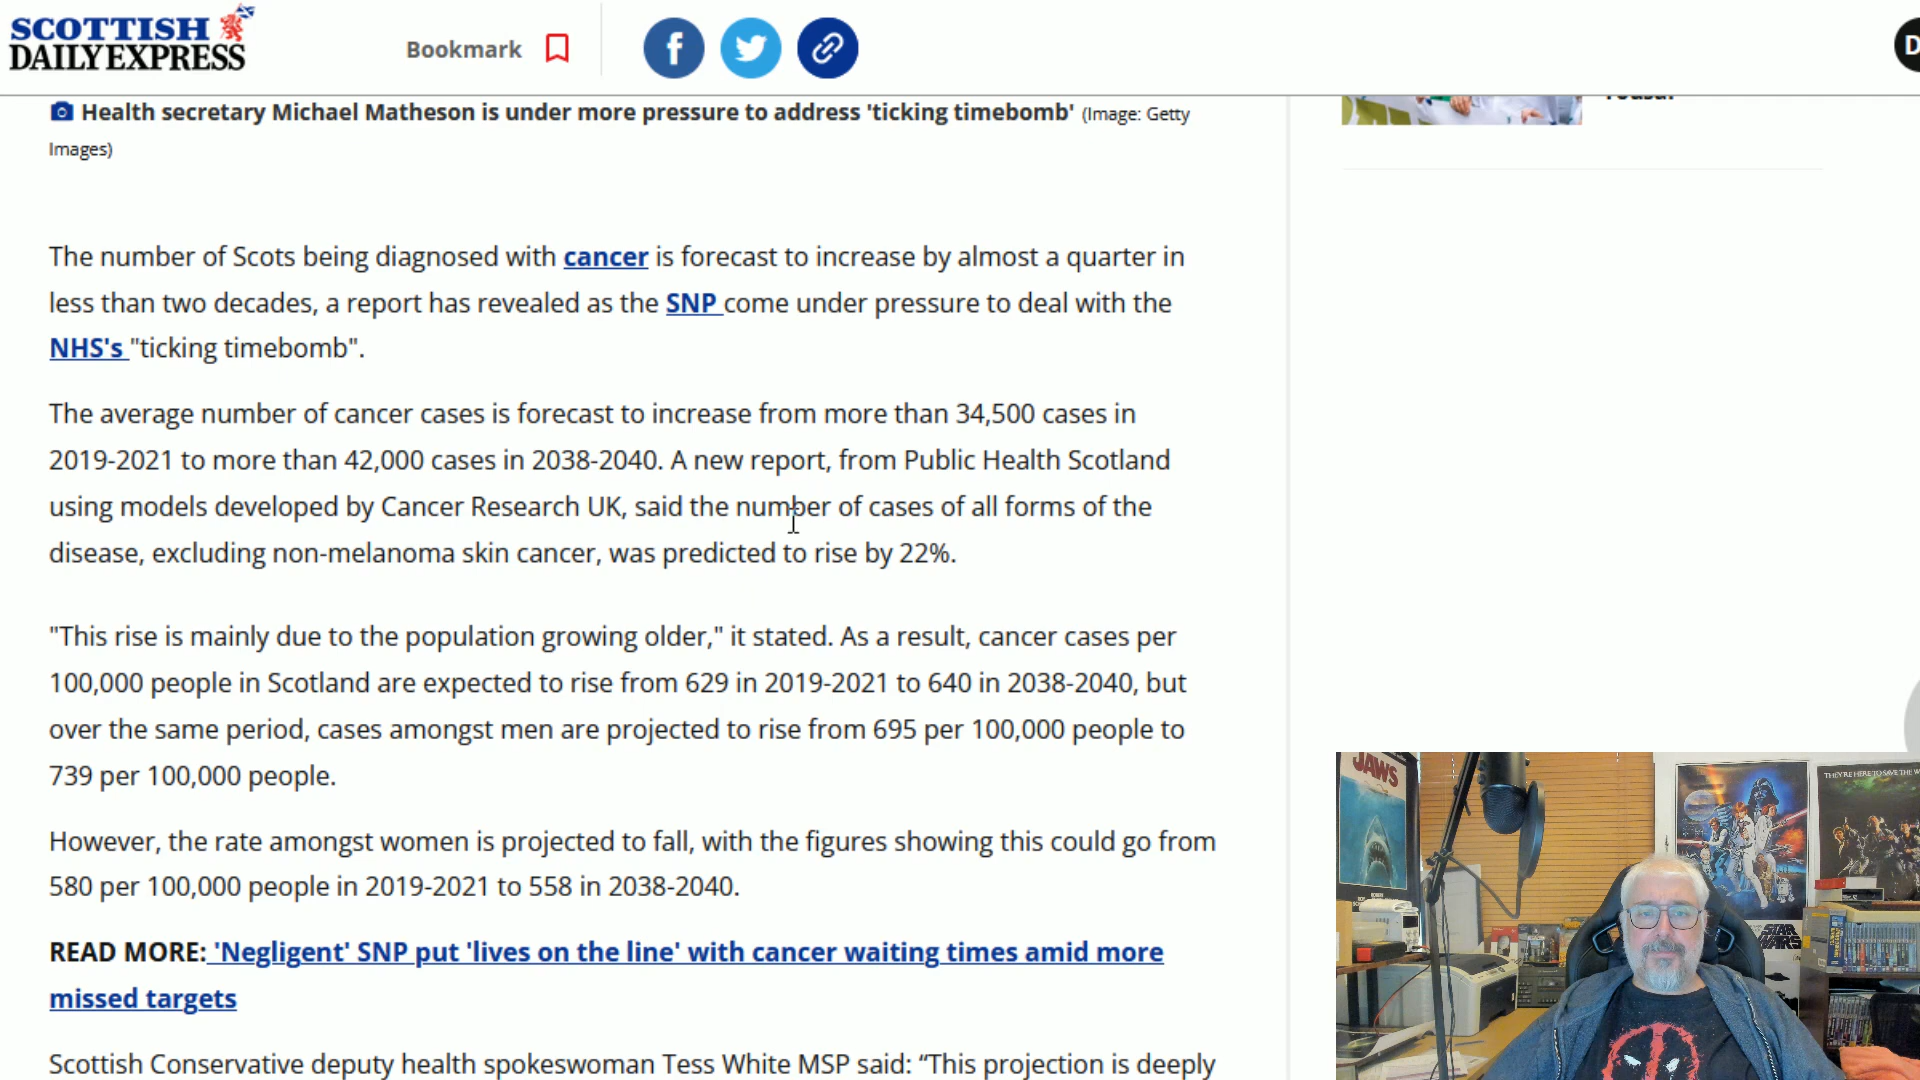 SCOTTISH
DAILY EXPRESS
Bookmark
D
Health secretary Michael Matheson is under more pressure to address 'ticking timebomb' (Image: Getty
Images)
The number of Scots being diagnosed with cancer is forecast to increase by almost a quarter in
less than two decades, a report has revealed as the SNP come under pressure to deal with the
NHS's "ticking timebomb".
The average number of cancer cases is forecast to increase from more than 34,500 cases in
2019-2021 to more than 42,000 cases in 2038-2040. A new report, from Public Health Scotland
using models developed by Cancer Research UK, said the number of cases of all forms of the
disease, excluding non-melanoma skin cancer, was predicted to rise by 22%.
"This rise is mainly due to the population growing older," it stated. As a result, cancer cases per
100,000 people in Scotland are expected to rise from 629 in 2019-2021 to 640 in 2038-2040, but
over the same period, cases amongst men are projected to rise from 695 per 100,000 people to
739 per 100,000 people.
However, the rate amongst women is projected to fall, with the figures showing this could go from
580 per 100,000 people in 2019-2021 to 558 in 2038-2040.
READ MORE: 'Negligent' SNP put 'lives on the line' with cancer waiting times amid more
missed targets
Scottish Conservative deputy health spokeswoman Tess White MSP said: “This projection is deeply
JAWS
THEY'RE HERE TO SAVE THE W
STAR
WARS